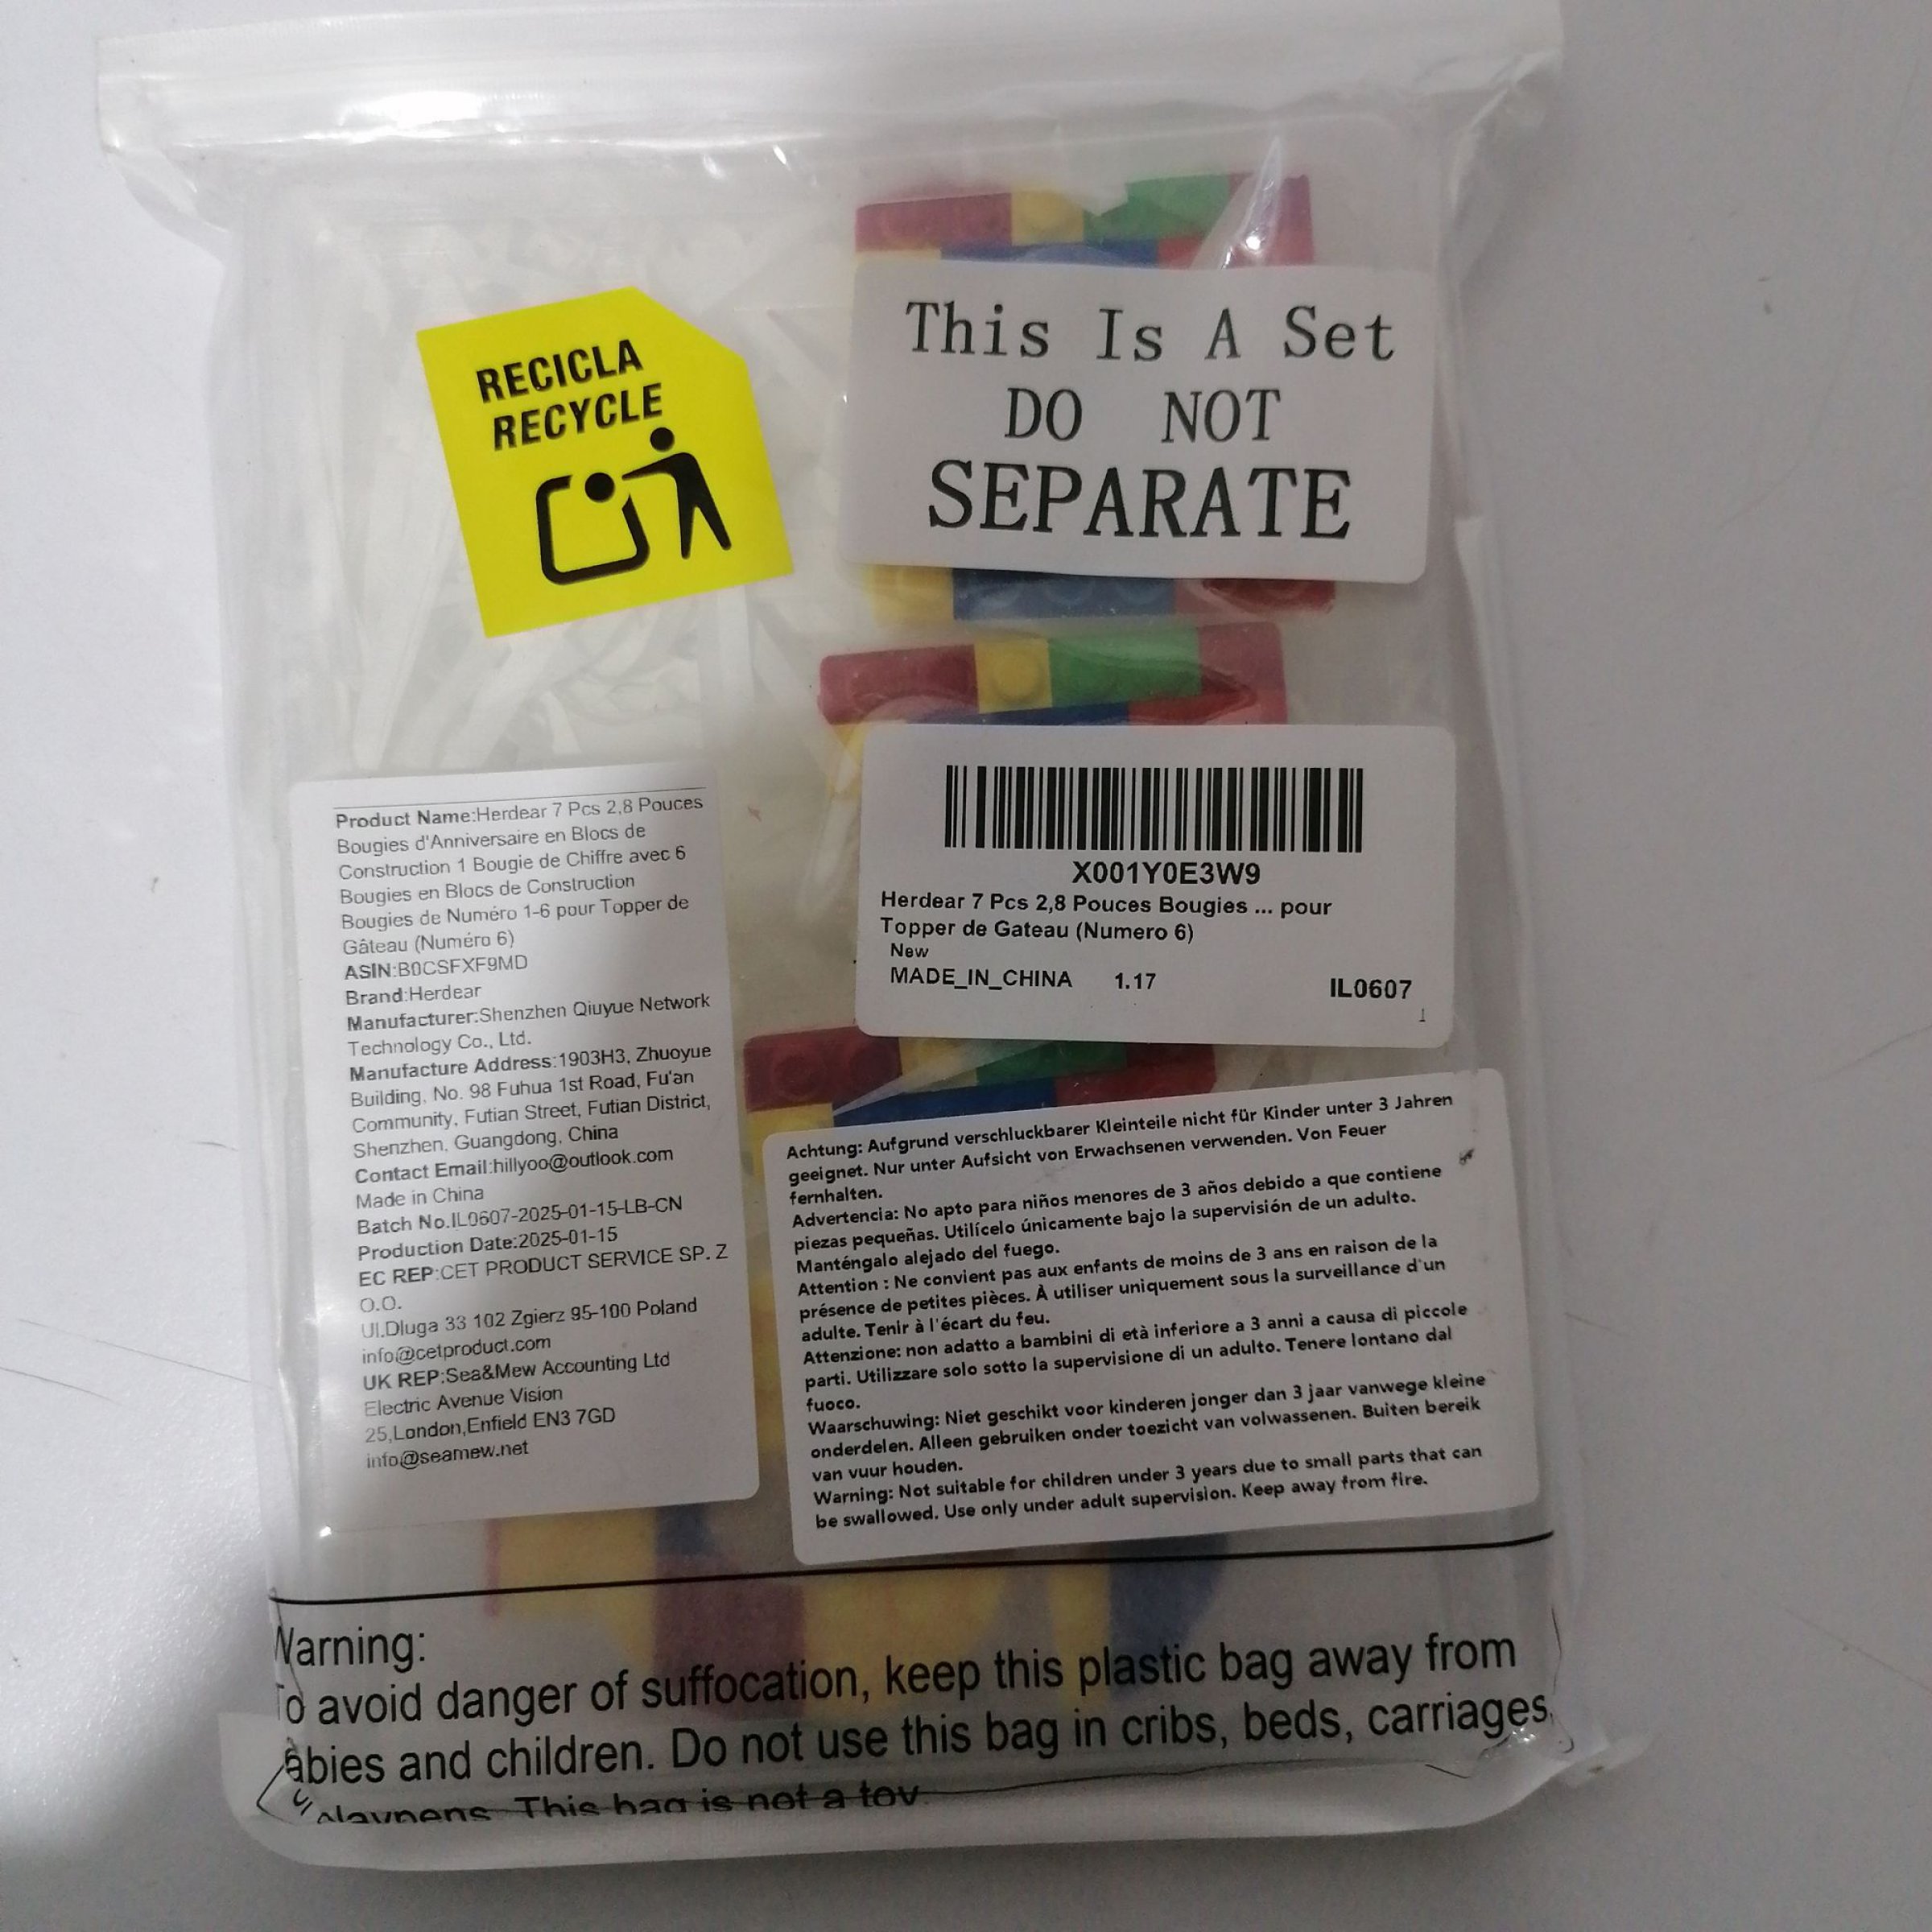 RECICLA
RECYCLE
This Is A Set
DO NOT
SEPARATE
Product Name:Herdear 7 Pcs 2,8 Pouces
Bougies d'Anniversaire en Blocs de
Construction 1 Bougie de Chiffre avec 6
Bougies en Blocs de Construction
Bougies de Numéro 1-6 pour Topper de
Gâteau (Numéro 6)
ASIN:B0CSFXF9MD
Brand:Herdear
Manufacturer:Shenzhen Qiuyue Network
Technology Co., Ltd.
Manufacture Address:1903H3, Zhuoyue
Building, No. 98 Fuhua 1st Road, Fu'an
Community, Futian Street, Futian District,
Shenzhen, Guangdong, China
Contact Email:hillyoo@outlook.com
Made in China
Batch No.IL0607-2025-01-15-LB-CN
Production Date:2025-01-15
EC REP:CET PRODUCT SERVICE SP. Z
O.O.
Ul.Dluga 33 102 Zgierz 95-100 Poland
info@cetproduct.com
UK REP:Sea&Mew Accounting Ltd
Electric Avenue Vision
25,London,Enfield EN3 7GD
info@seamew.net
X001Y0E3W9
Herdear 7 Pcs 2,8 Pouces Bougies ... pour
Topper de Gateau (Numero 6)
New
MADE_IN_CHINA 1.17 IL0607
1
Achtung: Aufgrund verschluckbarer Kleinteile nicht für Kinder unter 3 Jahren
geeignet. Nur unter Aufsicht von Erwachsenen verwenden. Von Feuer
fernhalten.
Advertencia: No apto para niños menores de 3 años debido a que contiene
piezas pequeñas. Utilícelo únicamente bajo la supervisión de un adulto.
Manténgalo alejado del fuego.
Attention : Ne convient pas aux enfants de moins de 3 ans en raison de la
présence de petites pièces. À utiliser uniquement sous la surveillance d'un
adulte. Tenir à l'écart du feu.
Attenzione: non adatto a bambini di età inferiore a 3 anni a causa di piccole
parti. Utilizzare solo sotto la supervisione di un adulto. Tenere lontano dal
fuoco.
Waarschuwing: Niet geschikt voor kinderen jonger dan 3 jaar vanwege kleine
onderdelen. Alleen gebruiken onder toezicht van volwassenen. Buiten bereik
van vuur houden.
Warning: Not suitable for children under 3 years due to small parts that can
be swallowed. Use only under adult supervision. Keep away from fire.
Warning:
To avoid danger of suffocation, keep this plastic bag away from
abies and children. Do not use this bag in cribs, beds, carriages,
playpens. This bag is not a toy.